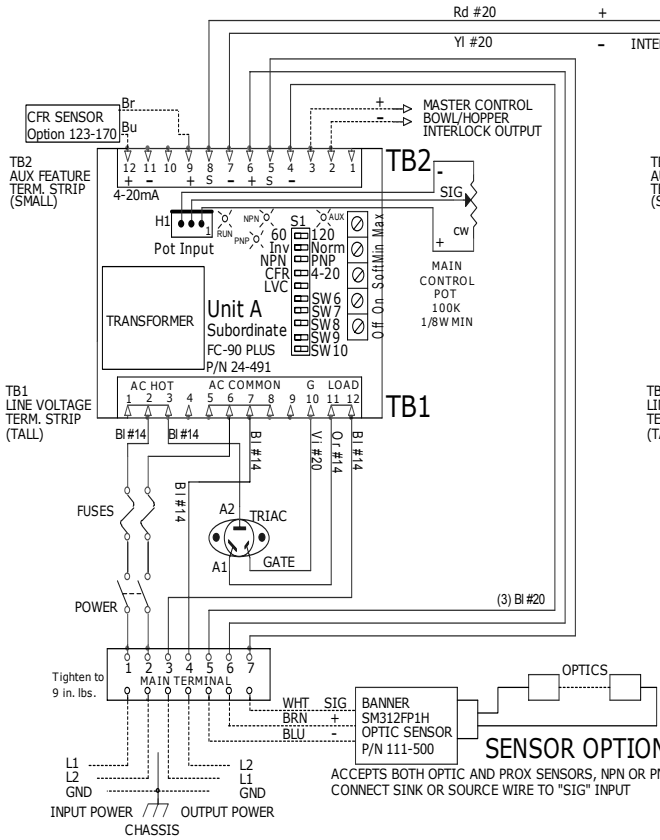 Rd #20 +
Yl #20 - INTE
CFR SENSOR
Option 123-170
Br
Bu
+ MASTER CONTROL
- BOWL/HOPPER
INTERLOCK OUTPUT
TB2
AUX FEATURE
TERM. STRIP
(SMALL)
12 11 10 9 8 7 6 5 4 3 2 1
+ - + S - + S -
4-20mA
TB2
H1
1
Pot Input
RUN
NPN
PNP
AUX
S1
60 120
Inv Norm
NPN PNP
CFR 4-20
LVC
SW6
SW7
SW8
SW9
SW10
Off On Soft Min Max
-
SIG
CW
+
MAIN
CONTROL
POT
100K
1/8W MIN
TRANSFORMER
Unit A
Subordinate
FC-90 PLUS
P/N 24-491
TB1
LINE VOLTAGE
TERM. STRIP
(TALL)
AC HOT AC COMMON G LOAD
1 2 3 4 5 6 7 8 9 10 11 12
TB1
Bl #14
Bl #14
Bl #14
Bl #14
Vi #20
Or #14
Bl #14
FUSES
A2
TRIAC
A1
GATE
POWER
(3) Bl #20
Tighten to
9 in. lbs.
1 2 3 4 5 6 7
MAIN TERMINAL
WHT SIG
BRN +
BLU -
BANNER
SM312FP1H
OPTIC SENSOR
P/N 111-500
OPTICS
SENSOR OPTION
ACCEPTS BOTH OPTIC AND PROX SENSORS, NPN OR PN
CONNECT SINK OR SOURCE WIRE TO "SIG" INPUT
L1
L2
GND
INPUT POWER
L2
L1
GND
OUTPUT POWER
CHASSIS
TB
LI
TE
(T